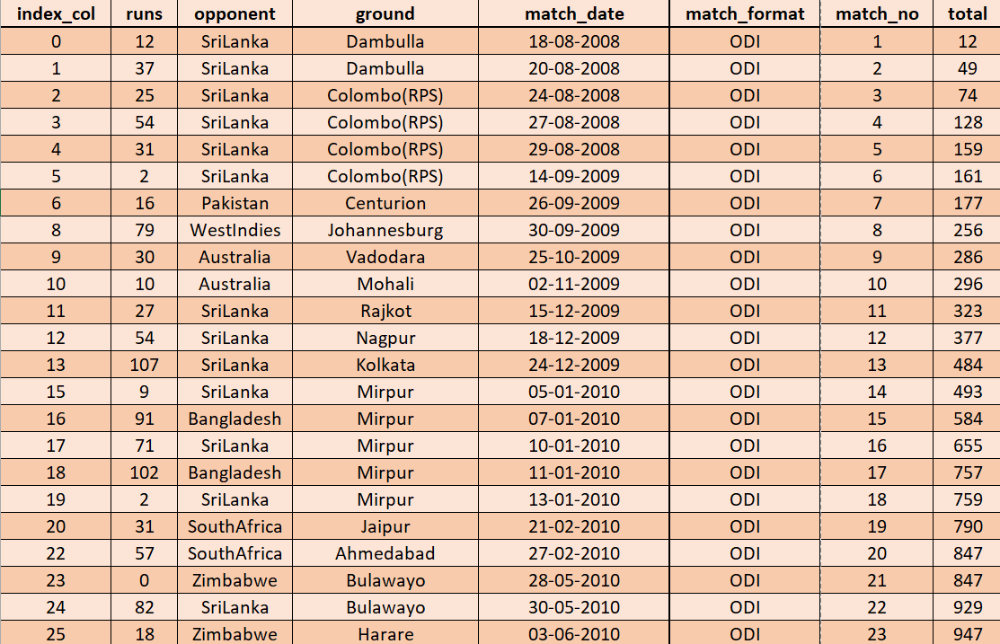 index_col runs opponent ground match_date match_format match_no total
0 12 SriLanka Dambulla 18-08-2008 ODI 1 12
1 37 SriLanka Dambulla 20-08-2008 ODI 2 49
2 25 SriLanka Colombo(RPS) 24-08-2008 ODI 3 74
3 54 SriLanka Colombo(RPS) 27-08-2008 ODI 4 128
4 31 SriLanka Colombo(RPS) 29-08-2008 ODI 5 159
5 2 SriLanka Colombo(RPS) 14-09-2009 ODI 6 161
6 16 Pakistan Centurion 26-09-2009 ODI 7 177
8 79 WestIndies Johannesburg 30-09-2009 ODI 8 256
9 30 Australia Vadodara 25-10-2009 ODI 9 286
10 10 Australia Mohali 02-11-2009 ODI 10 296
11 27 SriLanka Rajkot 15-12-2009 ODI 11 323
12 54 SriLanka Nagpur 18-12-2009 ODI 12 377
13 107 SriLanka Kolkata 24-12-2009 ODI 13 484
15 9 SriLanka Mirpur 05-01-2010 ODI 14 493
16 91 Bangladesh Mirpur 07-01-2010 ODI 15 584
17 71 SriLanka Mirpur 10-01-2010 ODI 16 655
18 102 Bangladesh Mirpur 11-01-2010 ODI 17 757
19 2 SriLanka Mirpur 13-01-2010 ODI 18 759
20 31 SouthAfrica Jaipur 21-02-2010 ODI 19 790
22 57 SouthAfrica Ahmedabad 27-02-2010 ODI 20 847
23 0 Zimbabwe Bulawayo 28-05-2010 ODI 21 847
24 82 SriLanka Bulawayo 30-05-2010 ODI 22 929
25 18 Zimbabwe Harare 03-06-2010 ODI 23 947